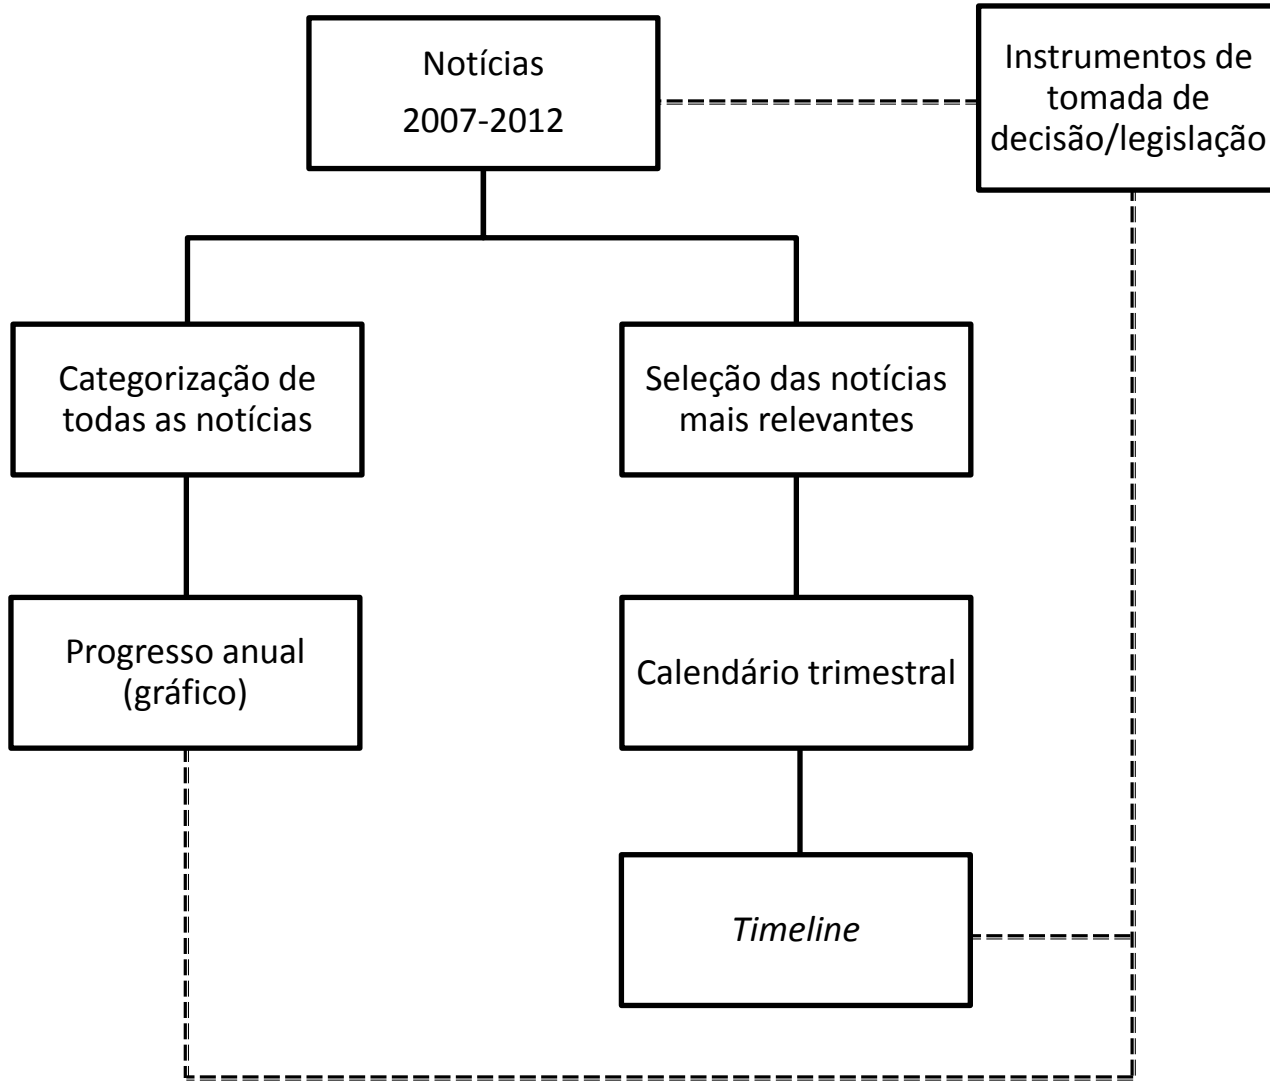 Notícias
2007-2012
Instrumentos de
tomada de
decisão/legislação
Categorização de
todas as notícias
Seleção das notícias
mais relevantes
Progresso anual
(gráfico)
Calendário trimestral
Timeline